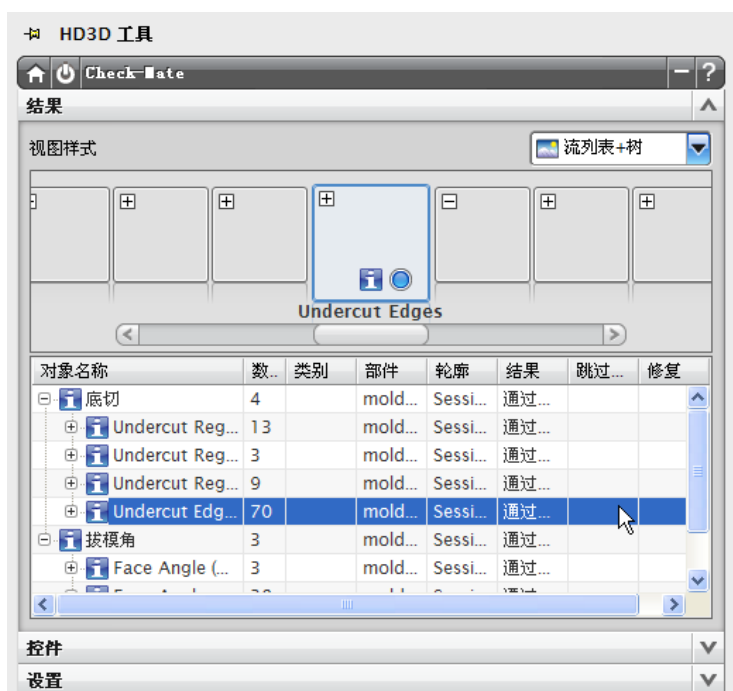 HD3D 工具
Check-Mate
结果
视图样式 流列表+树
Undercut Edges
对象名称 数.. 类别 部件 轮廓 结果 跳过... 修复
底切 4 mold... Sessi... 通过...
Undercut Reg... 13 mold... Sessi... 通过...
Undercut Reg... 3 mold... Sessi... 通过...
Undercut Reg... 9 mold... Sessi... 通过...
Undercut Edg... 70 mold... Sessi... 通过...
拔模角 3 mold... Sessi... 通过...
Face Angle (... 3 mold... Sessi... 通过...
控件
设置